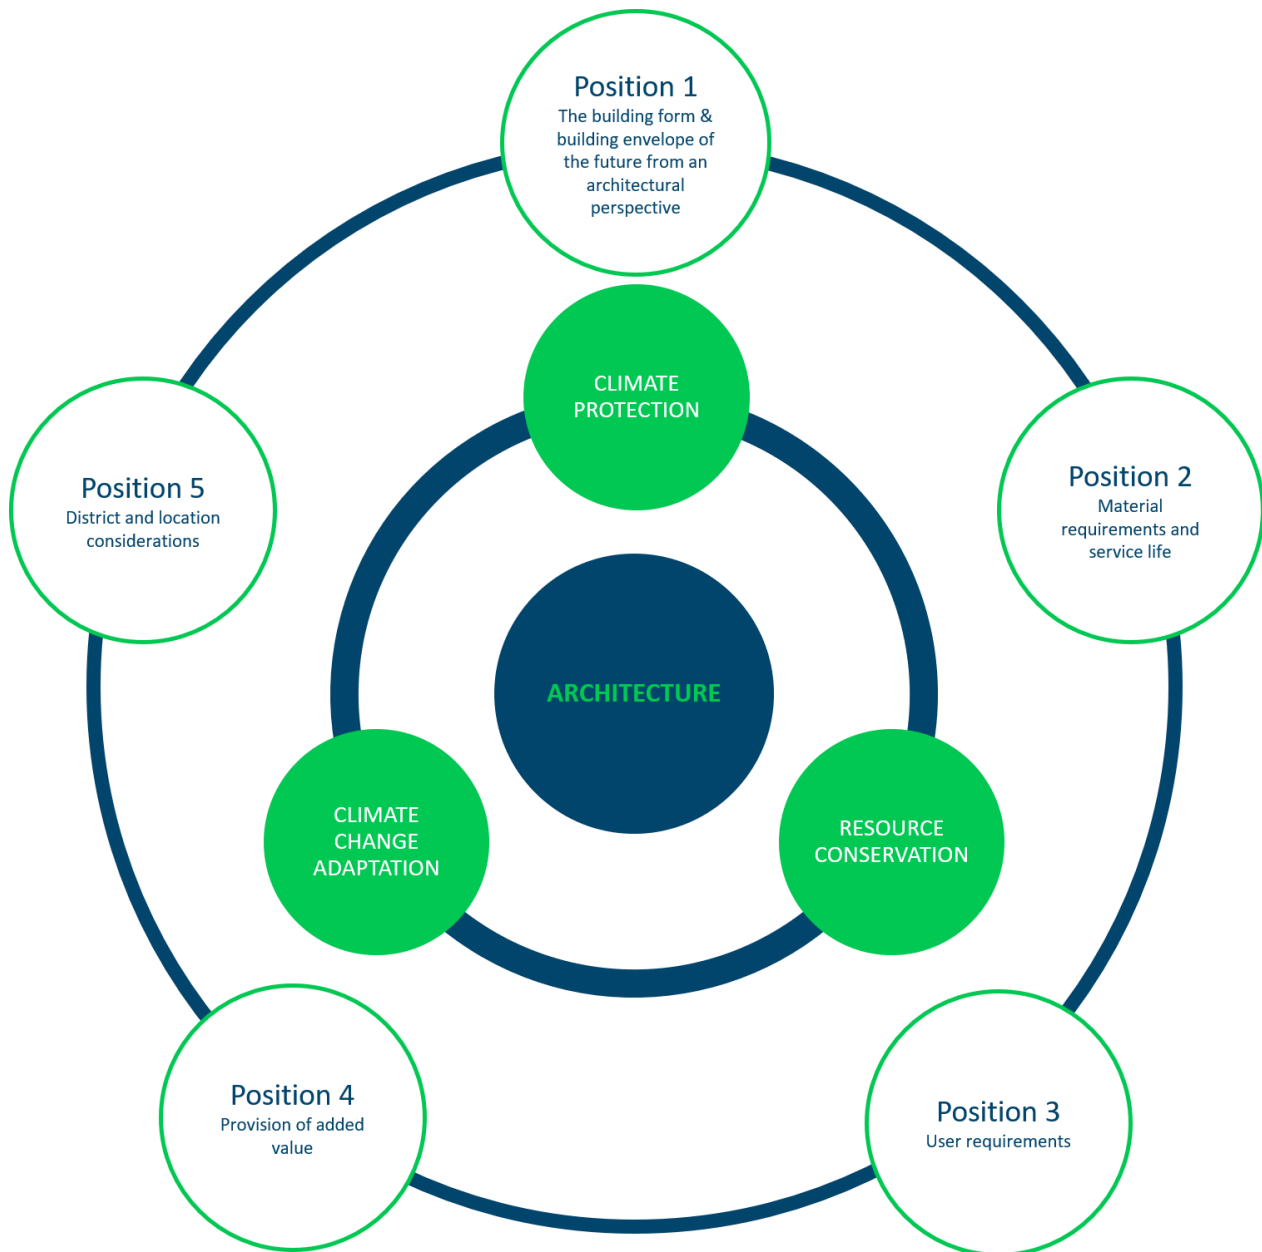 Position 1
The building form &
building envelope of
the future from an
architectural
perspective
CLIMATE
PROTECTION
Position 5
District and location
considerations
Position 2
Material
requirements and
service life
ARCHITECTURE
CLIMATE
CHANGE
ADAPTATION
RESOURCE
CONSERVATION
Position 4
Provision of added
value
Position 3
User requirements